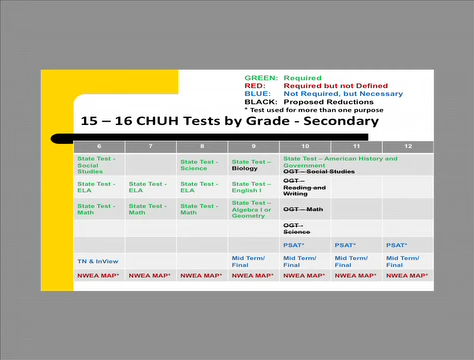 GREEN: Required
RED: Required but not Defined
BLUE: Not Required, but Necessary
BLACK: Proposed Reductions
* Test used for more than one purpose
15 – 16 CHUH Tests by Grade - Secondary
6 7 8 9 10 11 12
State Test - Social Studies
State Test - Science
State Test – Biology
State Test – American History and Government
OGT – Social Studies
State Test - ELA
State Test - ELA
State Test - ELA
State Test – English I
OGT – Reading and Writing
State Test - Math
State Test - Math
State Test - Math
State Test – Algebra I or Geometry
OGT – Math
OGT - Science
PSAT* PSAT* PSAT*
TN & InView
Mid Term/ Final
Mid Term/ Final
Mid Term/ Final
Mid Term/ Final
NWEA MAP* NWEA MAP* NWEA MAP* NWEA MAP* NWEA MAP* NWEA MAP* NWEA MAP*